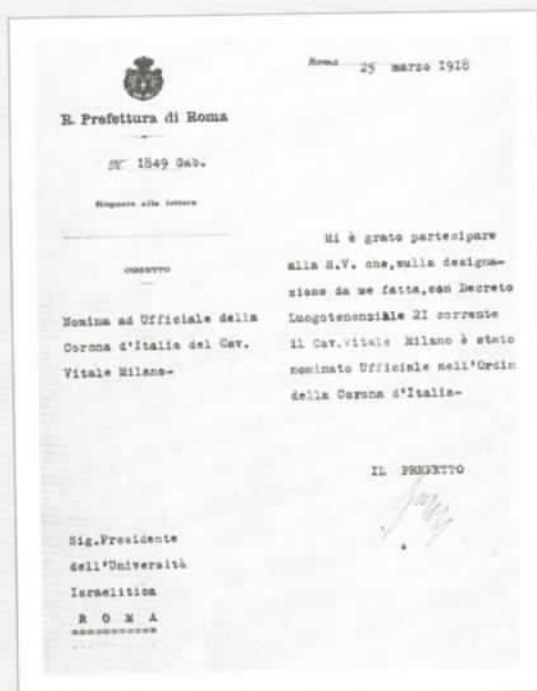 Roma 25 marzo 1918
R. Prefettura di Roma
N° 1849 Gab.
Risposta alla lettera
OGGETTO
Nomina ad Ufficiale della
Corona d'Italia del Cav.
Vitale Milano-
Mi è grato partecipare
alla S.V. che,sulla designa-
zione da me fatta,con Decreto
Luogotenenziale 21 corrente
il Cav.Vitale Milano è stato
nominato Ufficiale nell'Ordin
della Corona d'Italia-
IL PREFETTO
Sig.Presidente
dell'Università
Israelitica
R O M A